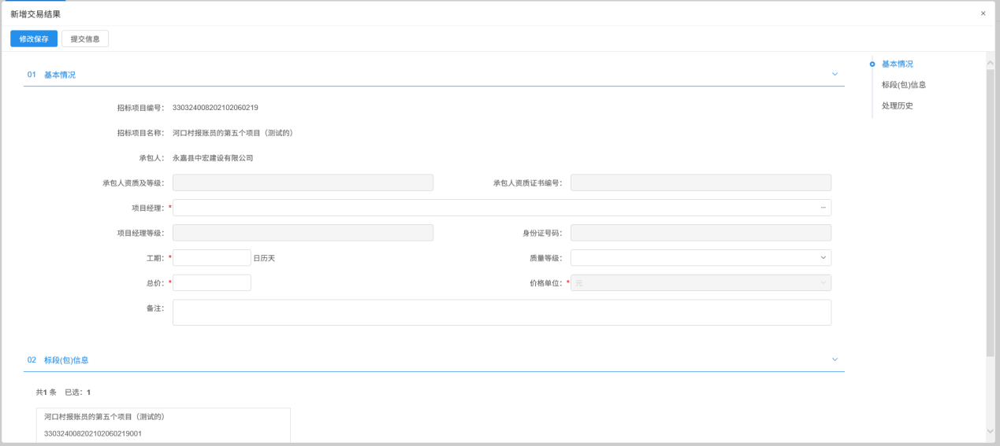 新增交易结果 ×
修改保存 提交信息
01 基本情况
招标项目编号： 330324008202102060219
招标项目名称： 河口村报账员的第五个项目（测试的）
承包人： 永嘉县中宏建设有限公司
承包人资质及等级： 承包人资质证书编号：
项目经理： * ...
项目经理等级： 身份证号码：
工期： * 日历天 质量等级：
总价： * 价格单位： * 元
备注：
02 标段(包)信息
共1 条 已选：1
河口村报账员的第五个项目（测试的）
330324008202102060219001
基本情况
标段(包)信息
处理历史